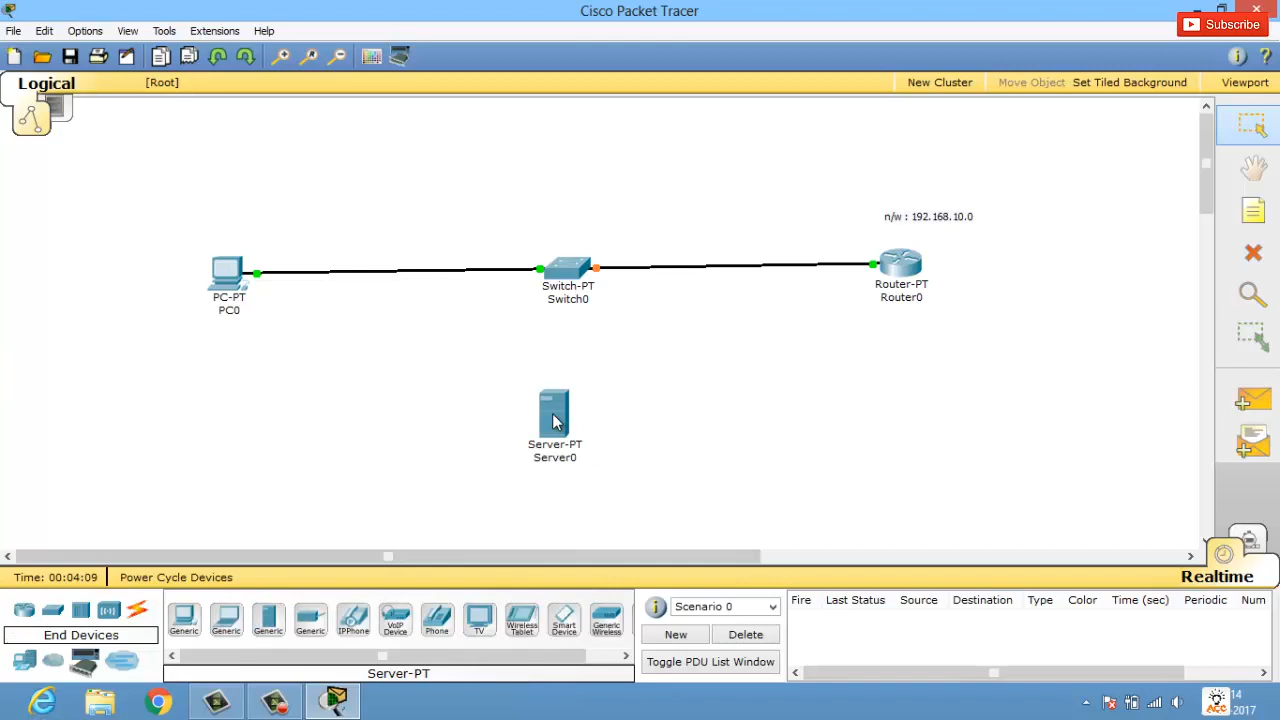 Cisco Packet Tracer
Subscribe
File Edit Options View Tools Extensions Help
Logical [Root] New Cluster Move Object Set Tiled Background Viewport
n/w : 192.168.10.0
PC-PT
PC0
Switch-PT
Switch0
Router-PT
Router0
Server-PT
Server0
Time: 00:04:09 Power Cycle Devices
Realtime
End Devices
Generic Generic Generic Generic IPPhone VoIP Device Phone TV Wireless Tablet Smart Device Generic Wireless
Server-PT
Scenario 0
New Delete
Toggle PDU List Window
Fire Last Status Source Destination Type Color Time (sec) Periodic Num
ACC
14
-2017